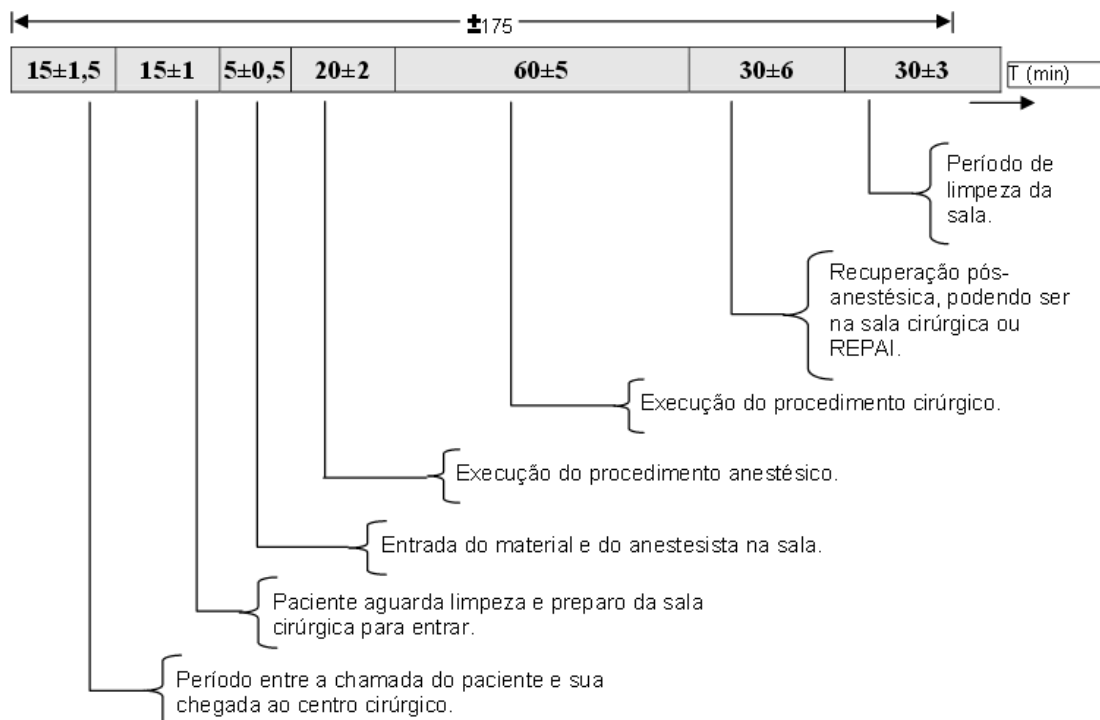 ±175
15±1,5 15±1 5±0,5 20±2 60±5 30±6 30±3 T (min)
Período de
limpeza da
sala.
Recuperação pós-
anestésica, podendo ser
na sala cirúrgica ou
REPAI.
Execução do procedimento cirúrgico.
Execução do procedimento anestésico.
Entrada do material e do anestesista na sala.
Paciente aguarda limpeza e preparo da sala
cirúrgica para entrar.
Período entre a chamada do paciente e sua
chegada ao centro cirúrgico.